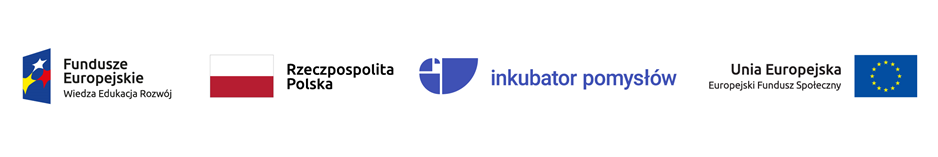 Fundusze
Europejskie
Wiedza Edukacja Rozwój
Rzeczpospolita
Polska
inkubator pomysłów
Unia Europejska
Europejski Fundusz Społeczny